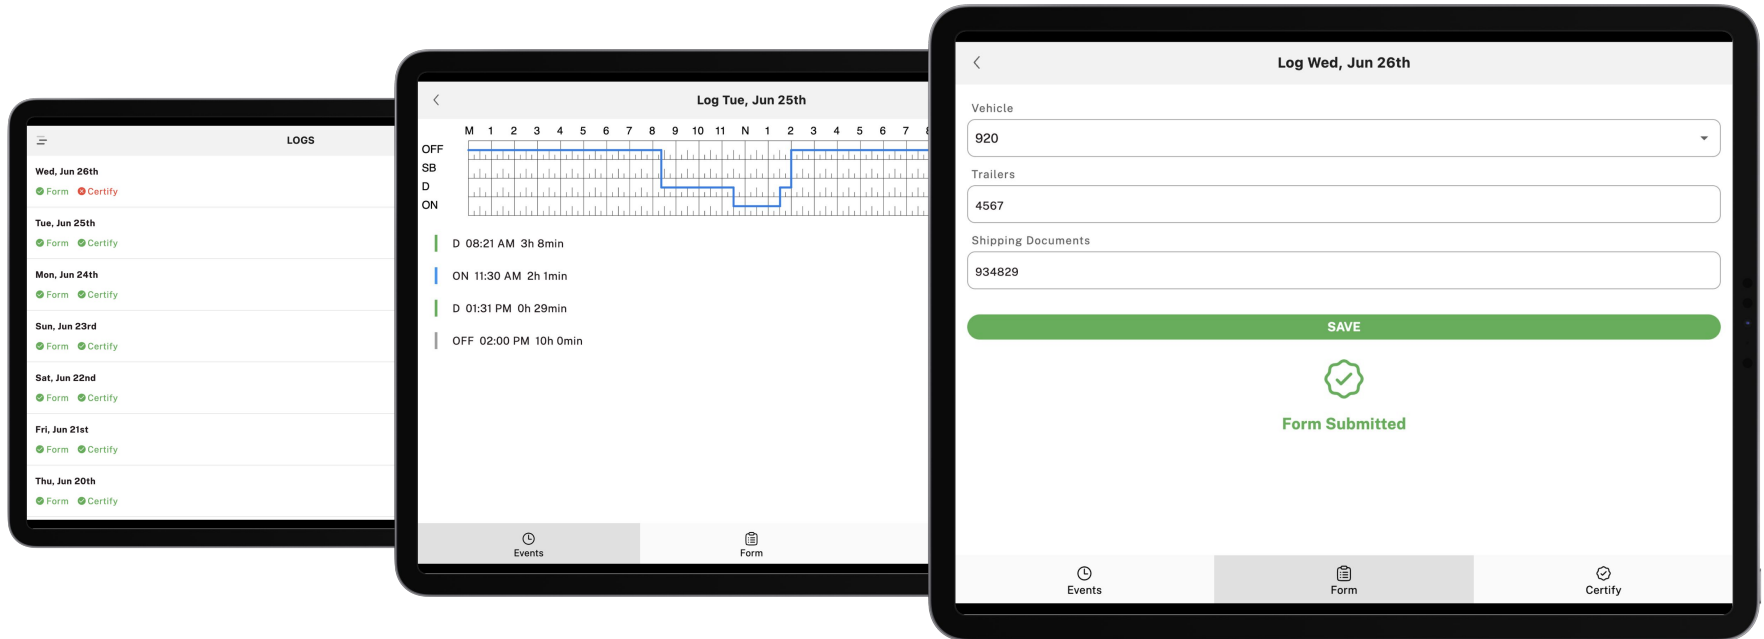 LOGS
Wed, Jun 26th
Form Certify
Tue, Jun 25th
Form Certify
Mon, Jun 24th
Form Certify
Sun, Jun 23rd
Form Certify
Sat, Jun 22nd
Form Certify
Fri, Jun 21st
Form Certify
Thu, Jun 20th
Form Certify
Log Tue, Jun 25th
M 1 2 3 4 5 6 7 8 9 10 11 N 1 2 3 4 5 6 7
OFF
SB
D
ON
D 08:21 AM 3h 8min
ON 11:30 AM 2h 1min
D 01:31 PM 0h 29min
OFF 02:00 PM 10h 0min
Events
Form
Log Wed, Jun 26th
Vehicle
920
Trailers
4567
Shipping Documents
934829
SAVE
Form Submitted
Events
Form
Certify